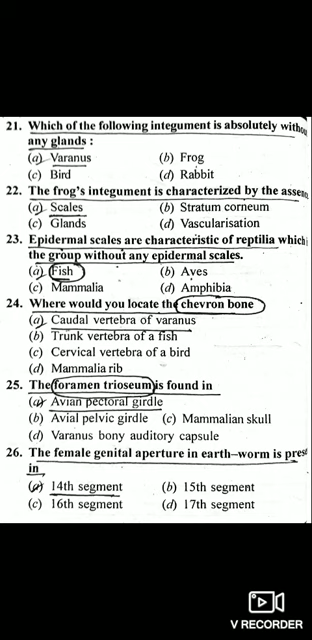 21. Which of the following integument is absolutely
any glands :
(a) Varanus (b) Frog
(c) Bird (d) Rabbit
22. The frog's integument is characterized by the
(a) Scales (b) Stratum corneum
(c) Glands (d) Vascularisation
23. Epidermal scales are characteristic of reptilia which
the group without any epidermal scales.
(a) Fish (b) Aves
(c) Mammalia (d) Amphibia
24. Where would you locate the chevron bone
(a) Caudal vertebra of varanus
(b) Trunk vertebra of a fish
(c) Cervical vertebra of a bird
(d) Mammalia rib
25. The foramen trioseum is found in
(a) Avian pectoral girdle
(b) Avial pelvic girdle (c) Mammalian skull
(d) Varanus bony auditory capsule
26. The female genital aperture in earth–worm is
in
(a) 14th segment (b) 15th segment
(c) 16th segment (d) 17th segment
V RECORDER